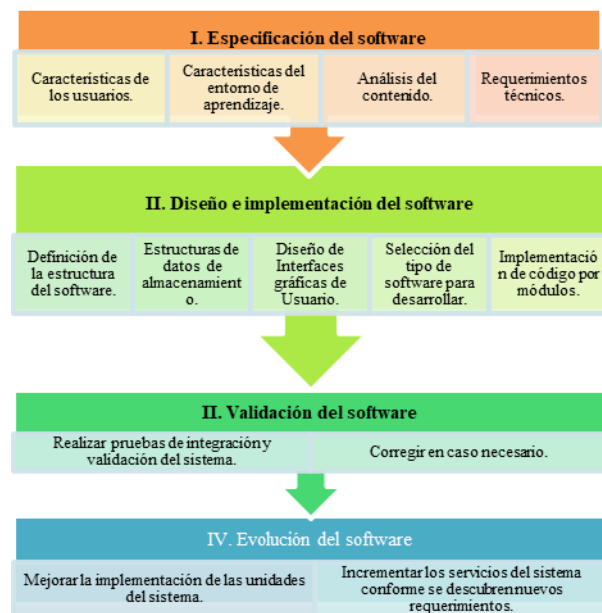 I. Especificación del software
Características de
los usuarios.
Características del
entorno de
aprendizaje.
Análisis del
contenido.
Requerimientos
técnicos.
II. Diseño e implementación del software
Definición de
la estructura
del software.
Estructuras de
datos de
almacenamient
o.
Diseño de
Interfaces
gráficas de
Usuario.
Selección del
tipo de
software para
desarrollar.
Implementació
n de código por
módulos.
II. Validación del software
Realizar pruebas de integración y
validación del sistema.
Corregir en caso necesario.
IV. Evolución del software
Mejorar la implementación de las unidades
del sistema.
Incrementar los servicios del sistema
conforme se descubren nuevos
requerimientos.